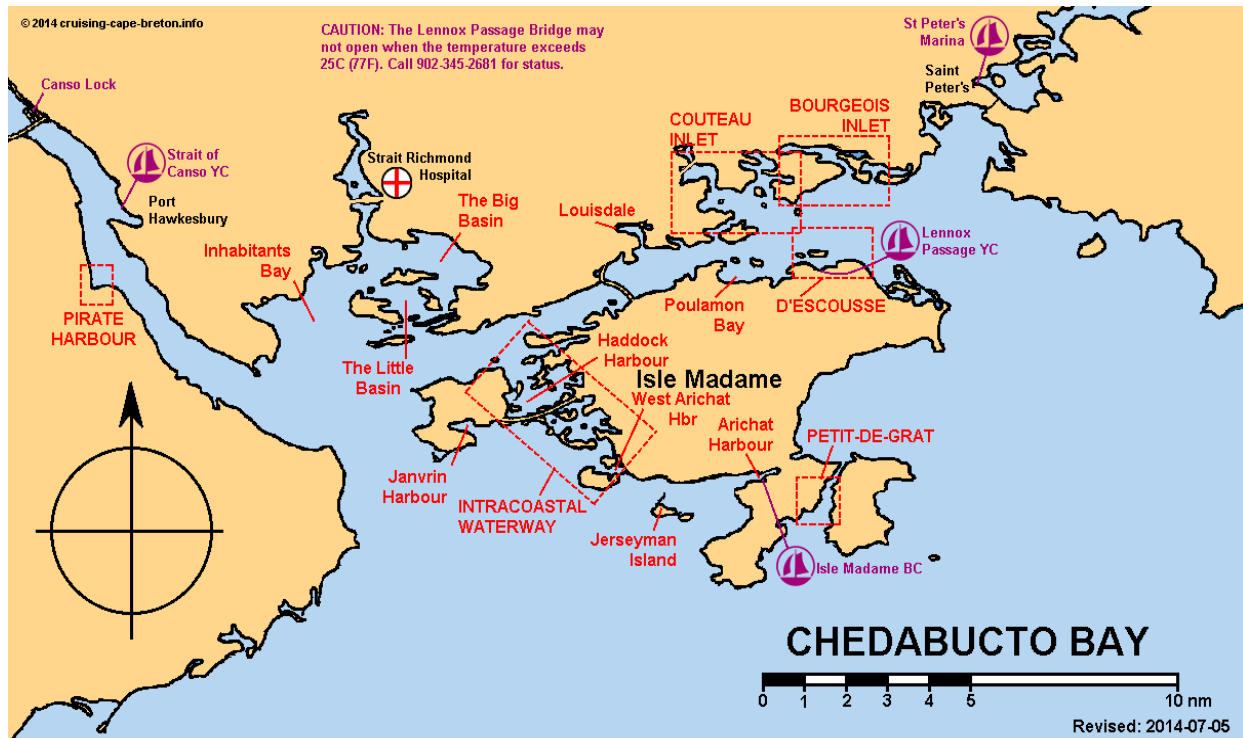 © 2014 cruising-cape-breton.info
CAUTION: The Lennox Passage Bridge may
not open when the temperature exceeds
25C (77F). Call 902-345-2681 for status.
St Peter's
Marina
Saint
Peter's
Canso Lock
Strait of
Canso YC
Port
Hawkesbury
Strait Richmond
Hospital
COUTEAU
INLET
BOURGEOIS
INLET
The Big
Basin
Louisdale
Lennox
Passage YC
Inhabitants
Bay
PIRATE
HARBOUR
Poulamon
Bay
D'ESCOUSSE
The Little
Basin
Haddock
Harbour
Isle Madame
West Arichat
Hbr
Arichat
Harbour
PETIT-DE-GRAT
Janvrin
Harbour
INTRACOASTAL
WATERWAY
Jerseyman
Island
Isle Madame BC
CHEDABUCTO BAY
0 1 2 3 4 5 10 nm
Revised: 2014-07-05